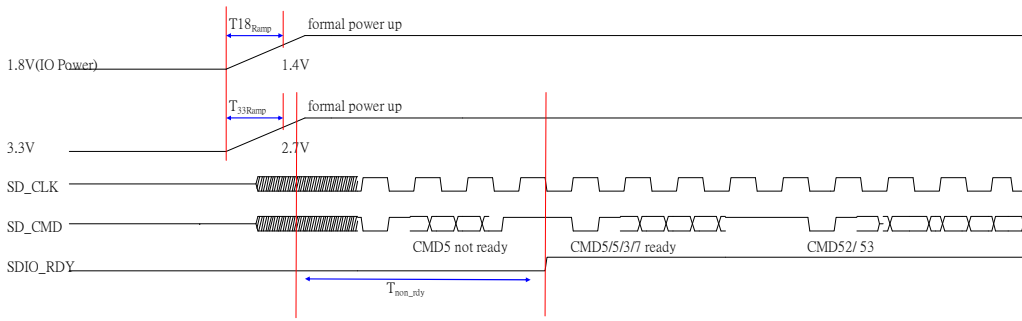 T18Ramp formal power up
1.8V(IO Power) 1.4V
T33Ramp formal power up
3.3V 2.7V
SD_CLK
SD_CMD
CMD5 not ready CMD5/5/3/7 ready CMD52/ 53
SDIO_RDY
Tnon_rdy